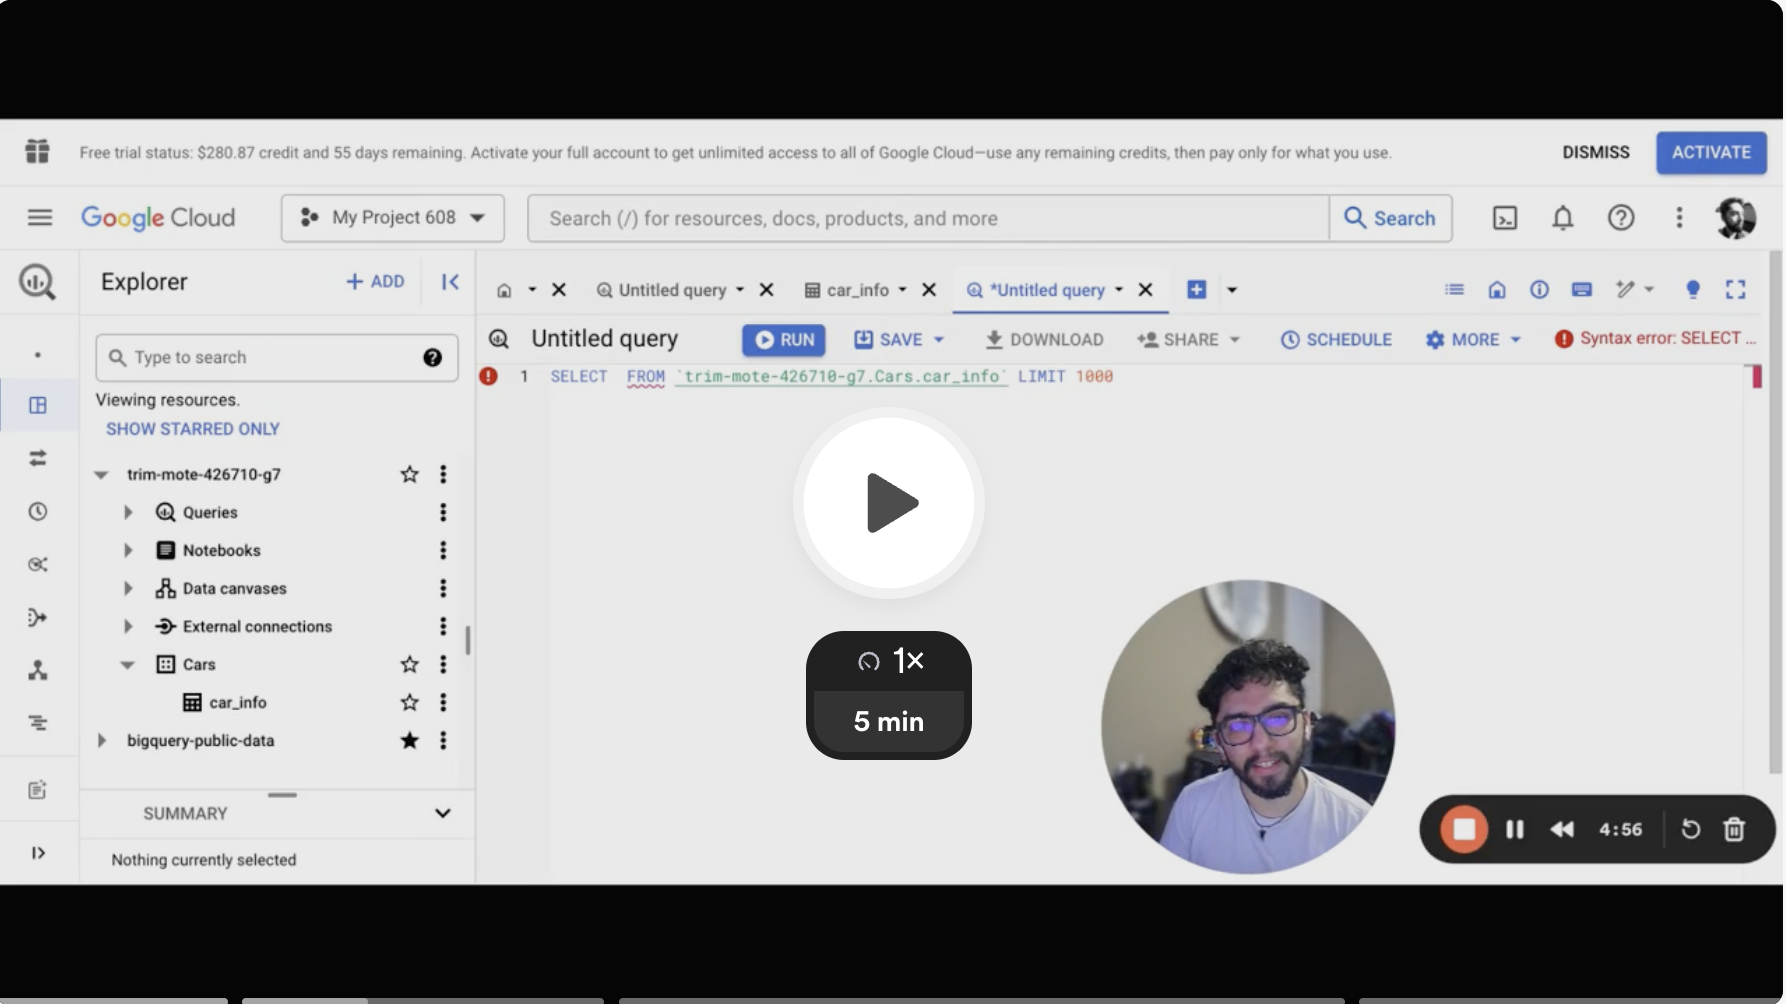 Free trial status: $280.87 credit and 55 days remaining. Activate your full account to get unlimited access to all of Google Cloud—use any remaining credits, then pay only for what you use.
DISMISS
ACTIVATE
Google Cloud
My Project 608
Search (/) for resources, docs, products, and more
Search
Explorer
+ ADD
Untitled query
car_info
*Untitled query
Type to search
Untitled query
RUN
SAVE
DOWNLOAD
SHARE
SCHEDULE
MORE
Syntax error: SELECT ...
1 SELECT FROM `trim-mote-426710-g7.Cars.car_info` LIMIT 1000
Viewing resources.
SHOW STARRED ONLY
trim-mote-426710-g7
Queries
Notebooks
Data canvases
External connections
Cars
car_info
bigquery-public-data
SUMMARY
Nothing currently selected
1×
5 min
4:56